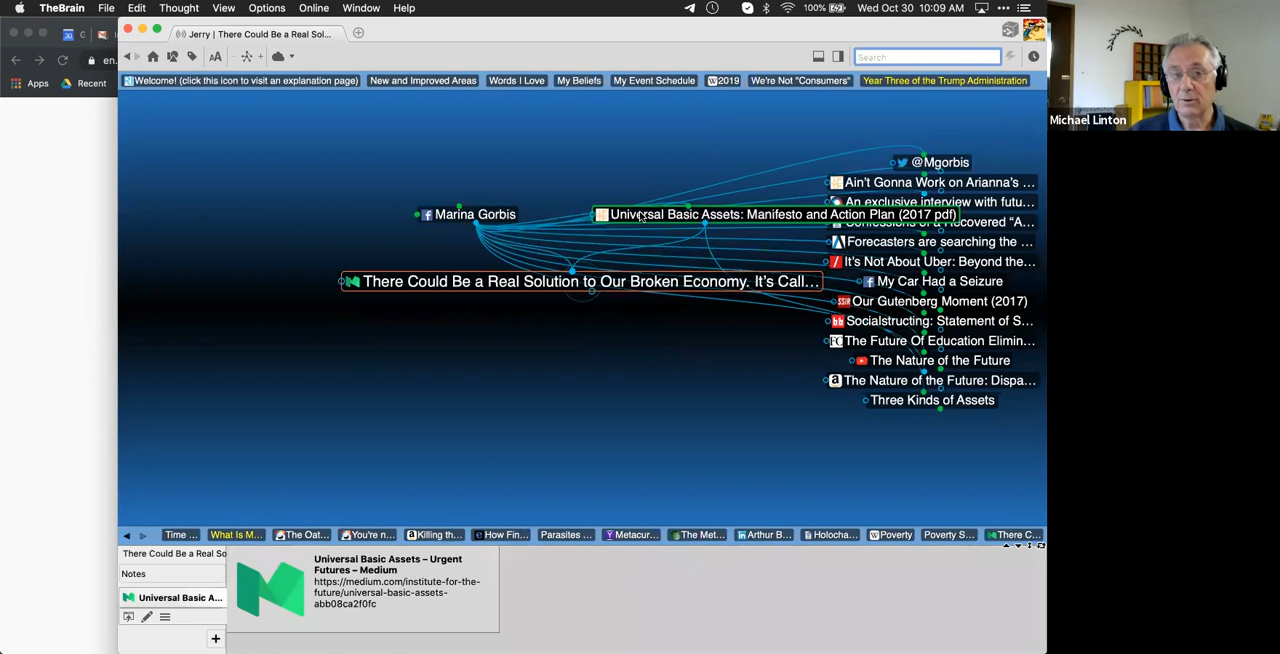 TheBrain File Edit Thought View Options Online Window Help
100% Wed Oct 30 10:09 AM
Jerry | There Could Be a Real Sol...
AA
Search
en.
Apps Recent
Welcome! (click this icon to visit an explanation page) New and Improved Areas Words I Love My Beliefs My Event Schedule 2019 We're Not "Consumers" Year Three of the Trump Administration
Michael Linton
@Mgorbis
Ain't Gonna Work on Arianna's ...
An exclusive interview with futu...
Marina Gorbis
Universal Basic Assets: Manifesto and Action Plan (2017 pdf)
Confessions of a Recovered "A...
Forecasters are searching the ...
It's Not About Uber: Beyond the...
There Could Be a Real Solution to Our Broken Economy. It's Call...
My Car Had a Seizure
Our Gutenberg Moment (2017)
Socialstructing: Statement of S...
The Future Of Education Elimin...
The Nature of the Future
The Nature of the Future: Dispa...
Three Kinds of Assets
Time ... What Is M... The Oat... You're n... Killing th... How Fin... Parasites ... Metacur... The Met... Arthur B... Holocha... Poverty Poverty S... There C...
There Could Be a Real So
Notes
Universal Basic A...
Universal Basic Assets – Urgent
Futures – Medium
https://medium.com/institute-for-the-
future/universal-basic-assets-
abb08ca2f0fc